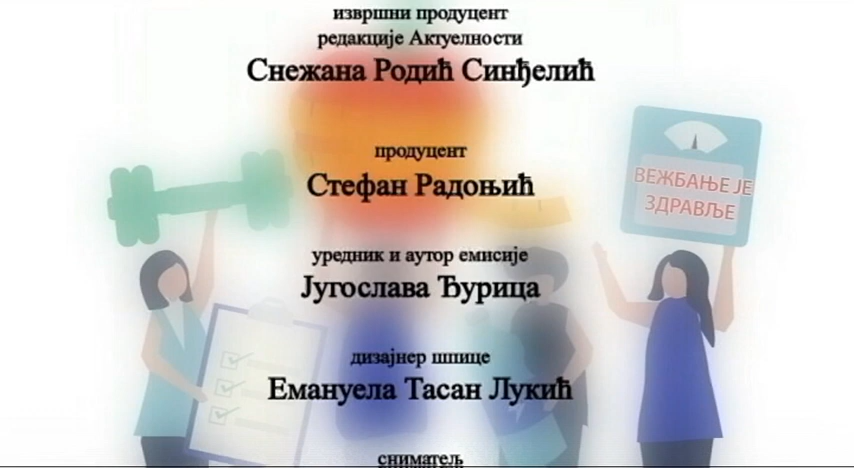 извршни продуцент
редакције Актуелности
Снежана Родић Синђелић
продуцент
Стефан Радоњић
ВЕЖБАЊЕ ЈЕ
ЗДРАВЉЕ
уредник и аутор емисије
Југослава Ђурица
дизајнер шпице
Емануела Тасан Лукић
сниматељ